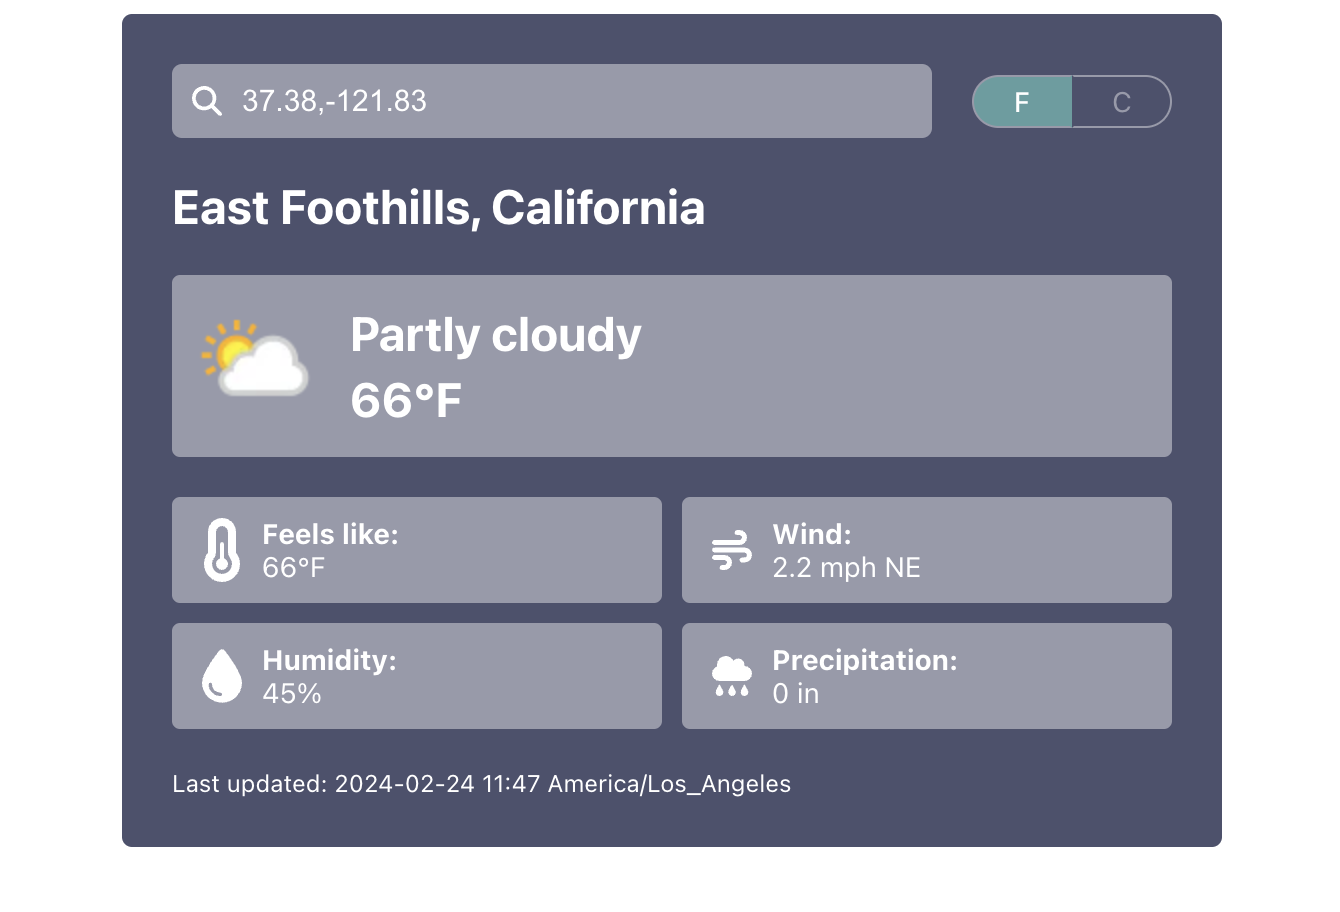 37.38,-121.83
F
C
East Foothills, California
Partly cloudy
66°F
Feels like:
66°F
Wind:
2.2 mph NE
Humidity:
45%
Precipitation:
0 in
Last updated: 2024-02-24 11:47 America/Los_Angeles